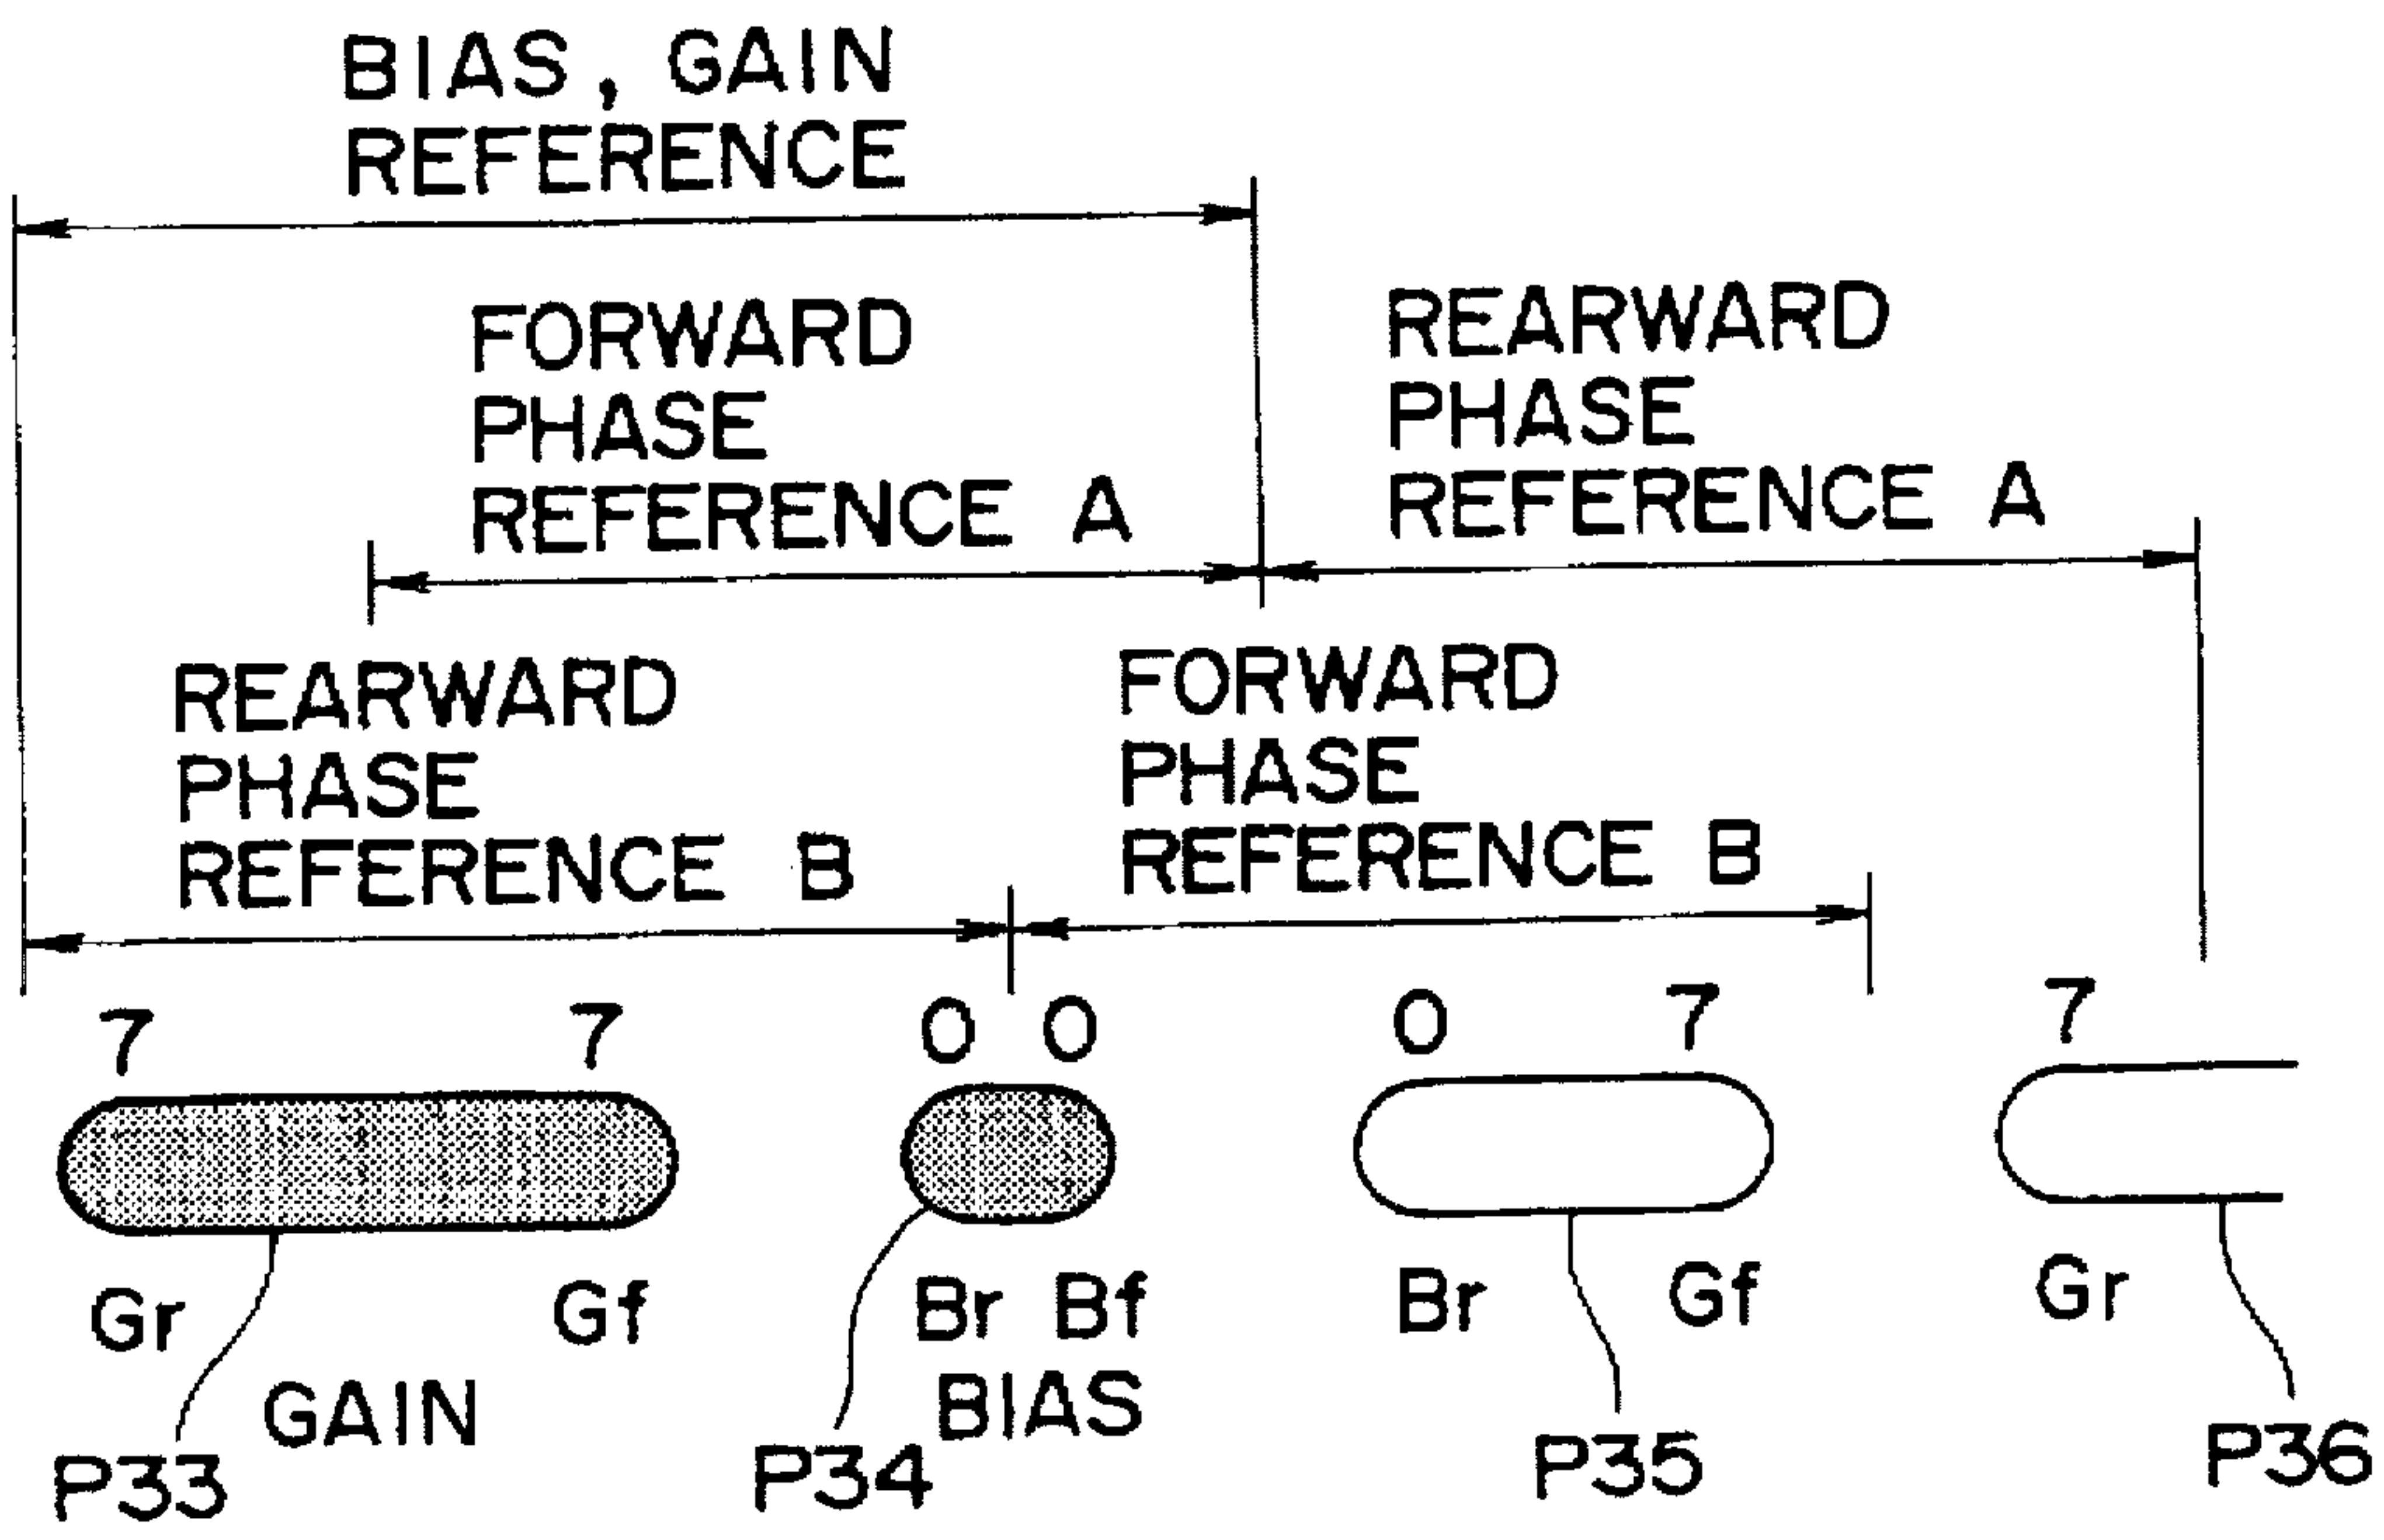 BIAS, GAIN
REFERENCE
FORWARD
PHASE
REFERENCE A
REARWARD
PHASE
REFERENCE A
REARWARD
PHASE
REFERENCE B
FORWARD
PHASE
REFERENCE B
7 7 0 0 0 7 7
Gr Gf Br Bf Br Gf Gr
GAIN BIAS
P33 P34 P35 P36